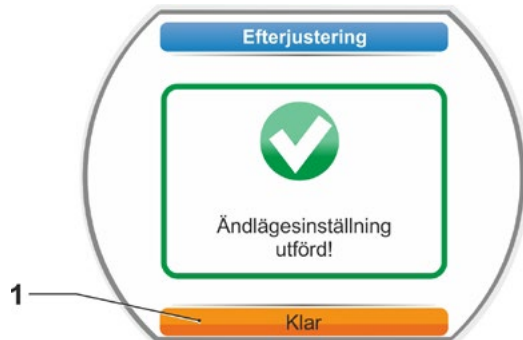 Efterjustering
Ändlägesinställning
utförd!
1
Klar